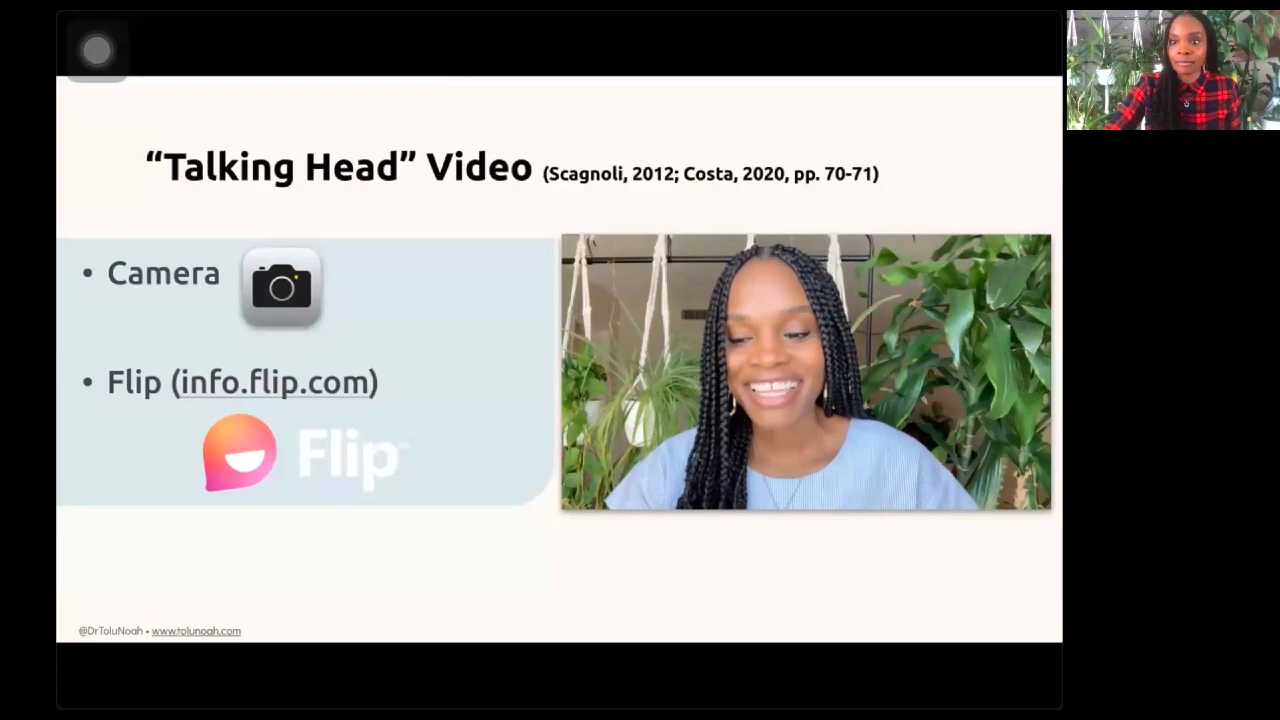 “Talking Head” Video (Scagnoli, 2012; Costa, 2020, pp. 70-71)
• Camera
• Flip (info.flip.com)
Flip
@DrToluNoah • www.tolunoah.com